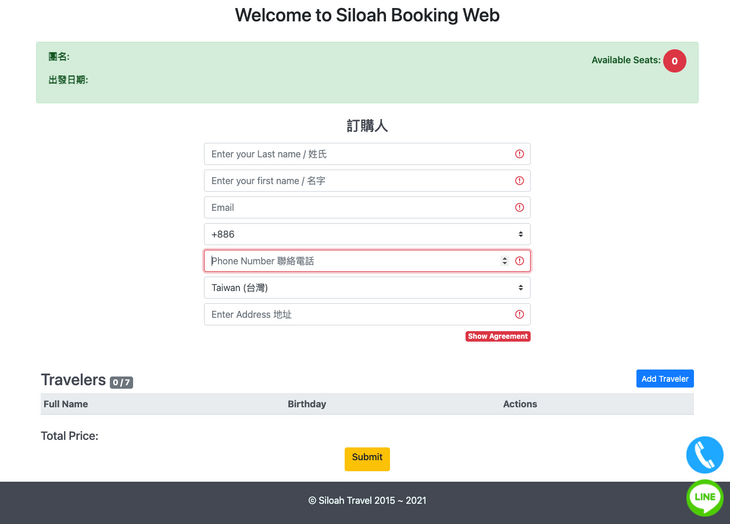 Welcome to Siloah Booking Web
團名:
Available Seats: 0
出發日期:
訂購人
Enter your Last name / 姓氏
Enter your first name / 名字
Email
+886
Phone Number 聯絡電話
Taiwan (台灣)
Enter Address 地址
Show Agreement
Travelers 0 / 7
Add Traveler
Full Name Birthday Actions
Total Price:
Submit
LINE
© Siloah Travel 2015 ~ 2021